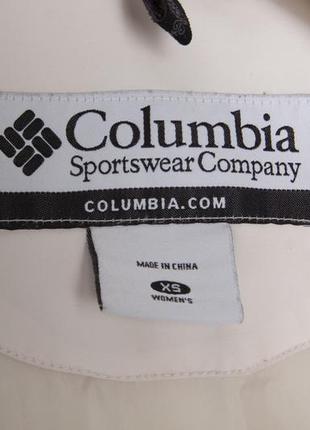 Columbia
Sportswear Company
COLUMBIA.COM
MADE IN CHINA
XS
WOMEN'S